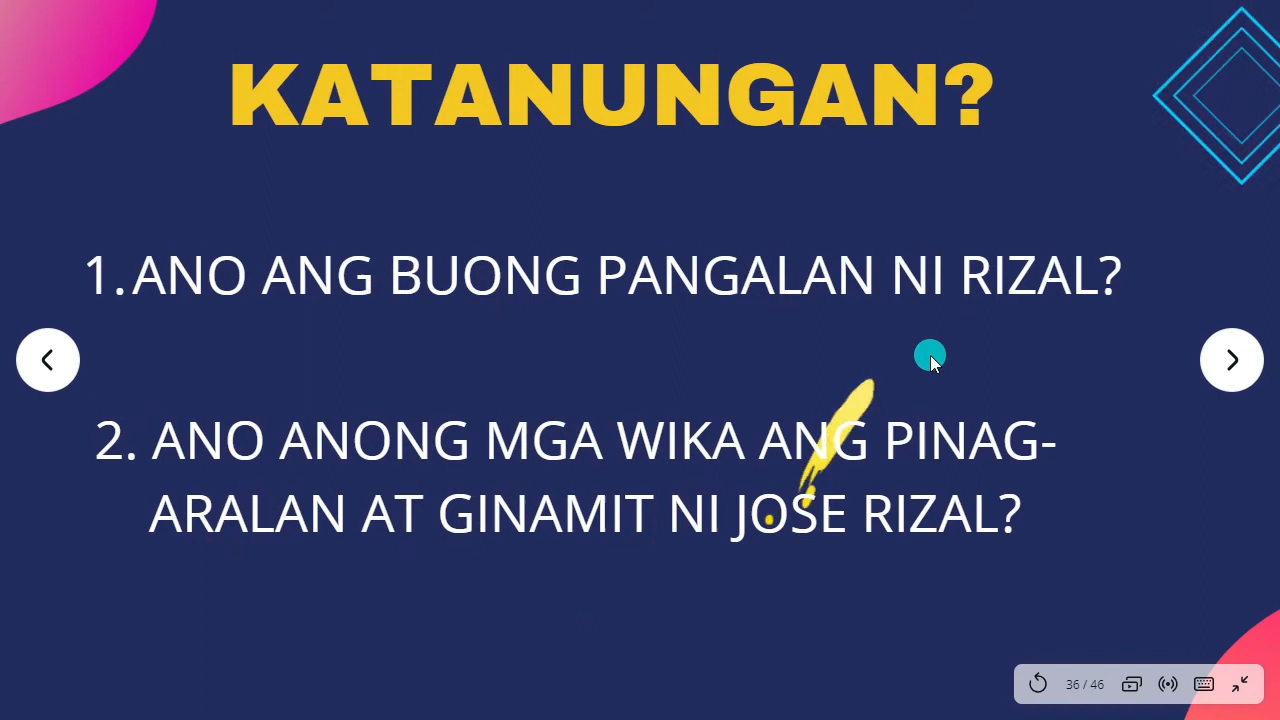 KATANUNGAN?
1. ANO ANG BUONG PANGALAN NI RIZAL?
2. ANO ANONG MGA WIKA ANG PINAG-
ARALAN AT GINAMIT NI JOSE RIZAL?
36 / 46